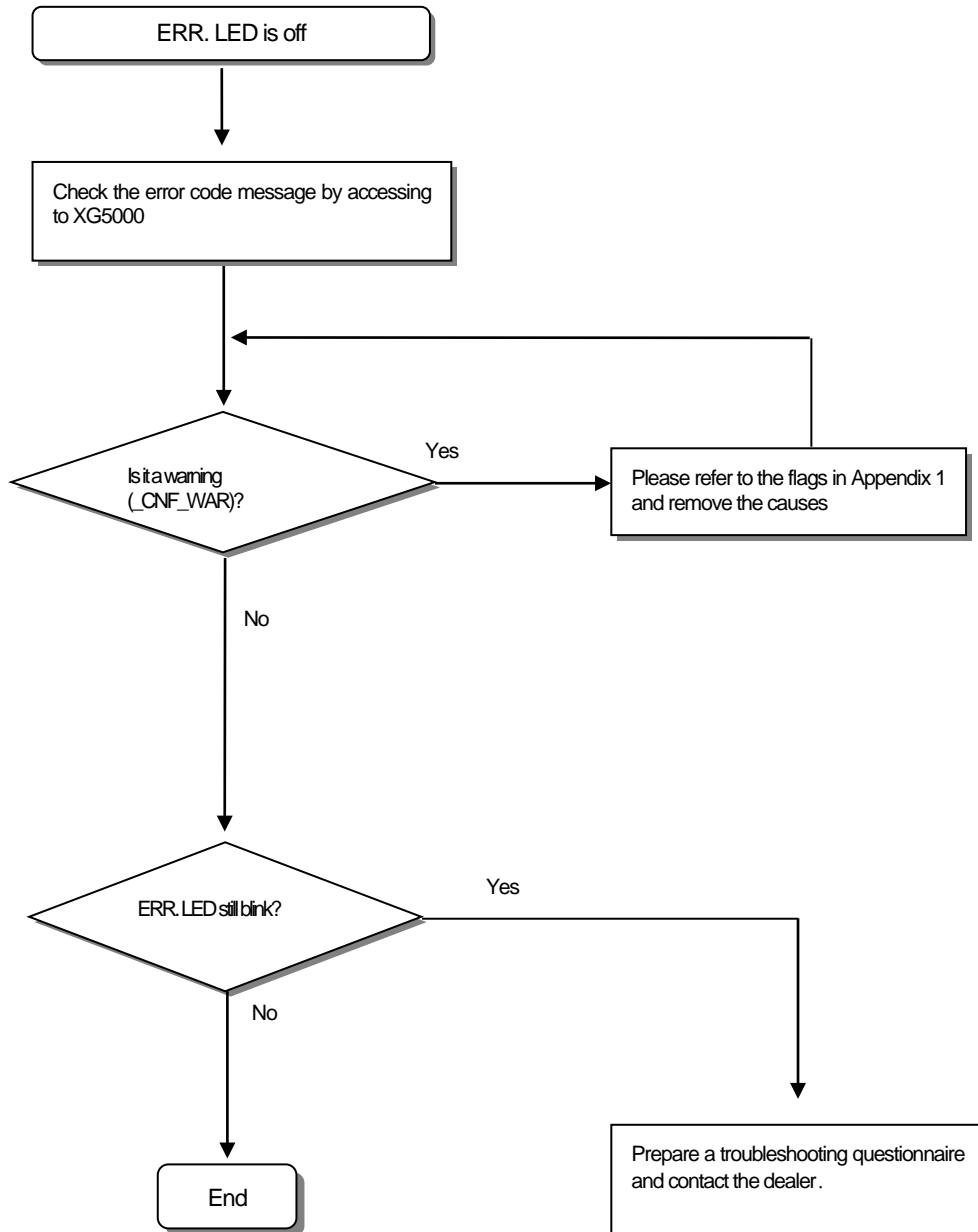 ERR. LED is off
Check the error code message by accessing
to XG5000
Is it a warning
(_CNF_WAR)?
Yes
Please refer to the flags in Appendix 1
and remove the causes
No
ERR. LED still blink?
Yes
No
End
Prepare a troubleshooting questionnaire
and contact the dealer.